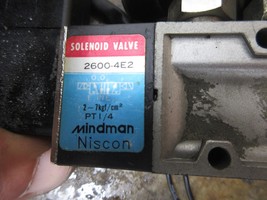 SOLENOID VALVE
2600-4E2
2~7kgf/cm²
PT1/4
Mindman
Niscon